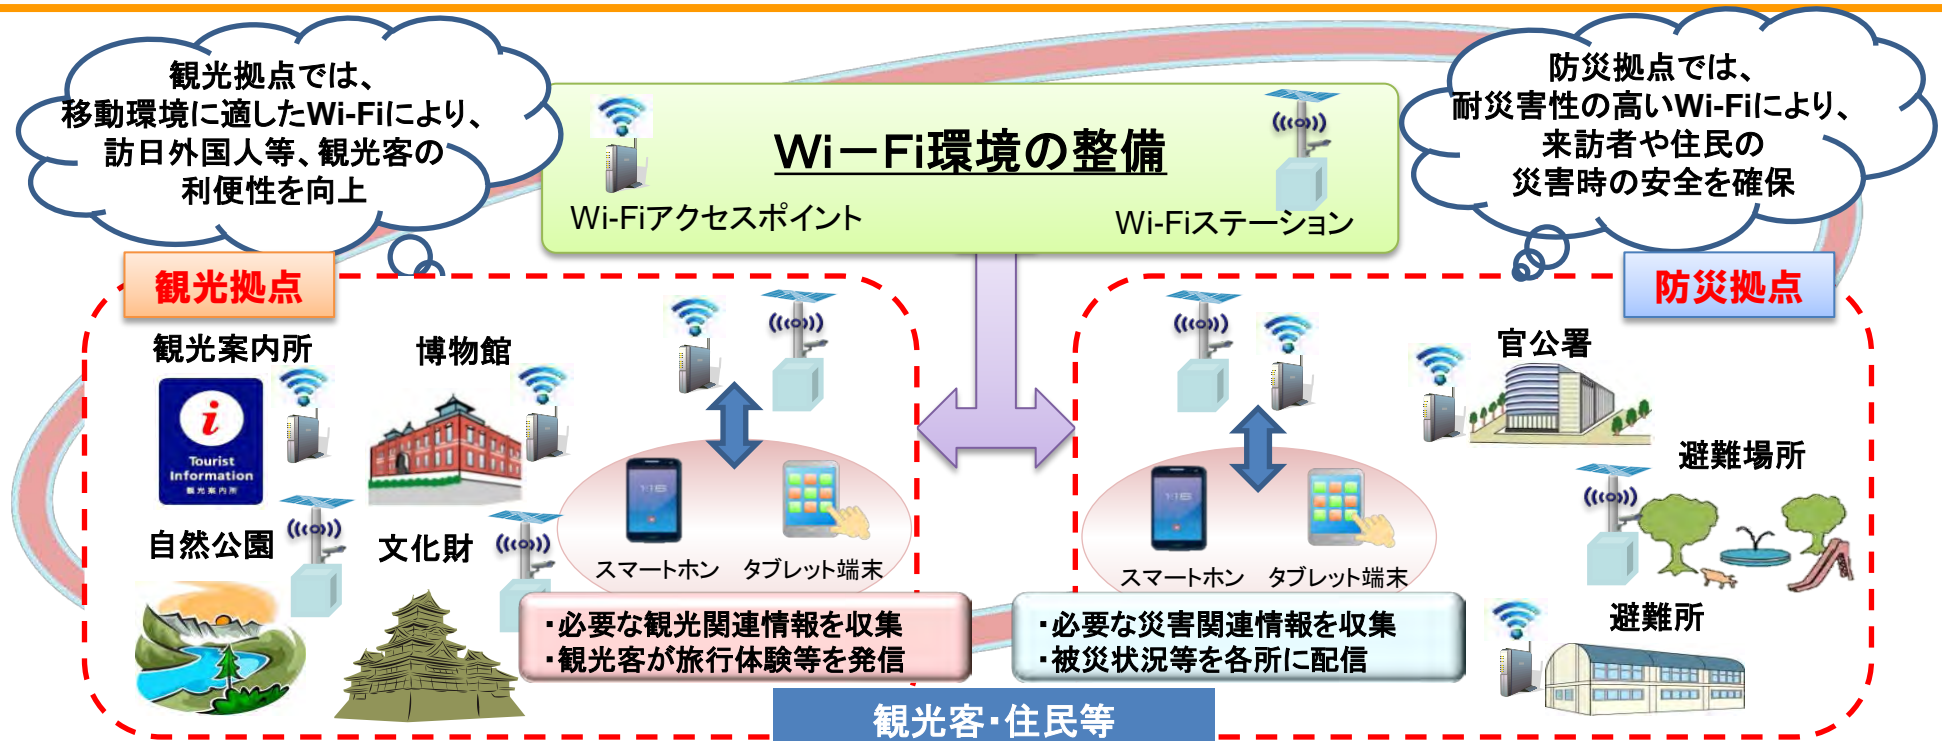 観光拠点では、
移動環境に適したWi-Fiにより、
訪日外国人等、観光客の
利便性を向上
Wi－Fi環境の整備
Wi-Fiアクセスポイント
Wi-Fiステーション
防災拠点では、
耐災害性の高いWi-Fiにより、
来訪者や住民の
災害時の安全を確保
観光拠点
観光案内所
博物館
Tourist
Information
観光案内所
自然公園
文化財
スマートホン
タブレット端末
・必要な観光関連情報を収集
・観光客が旅行体験等を発信
防災拠点
官公署
避難場所
避難所
スマートホン
タブレット端末
・必要な災害関連情報を収集
・被災状況等を各所に配信
観光客・住民等